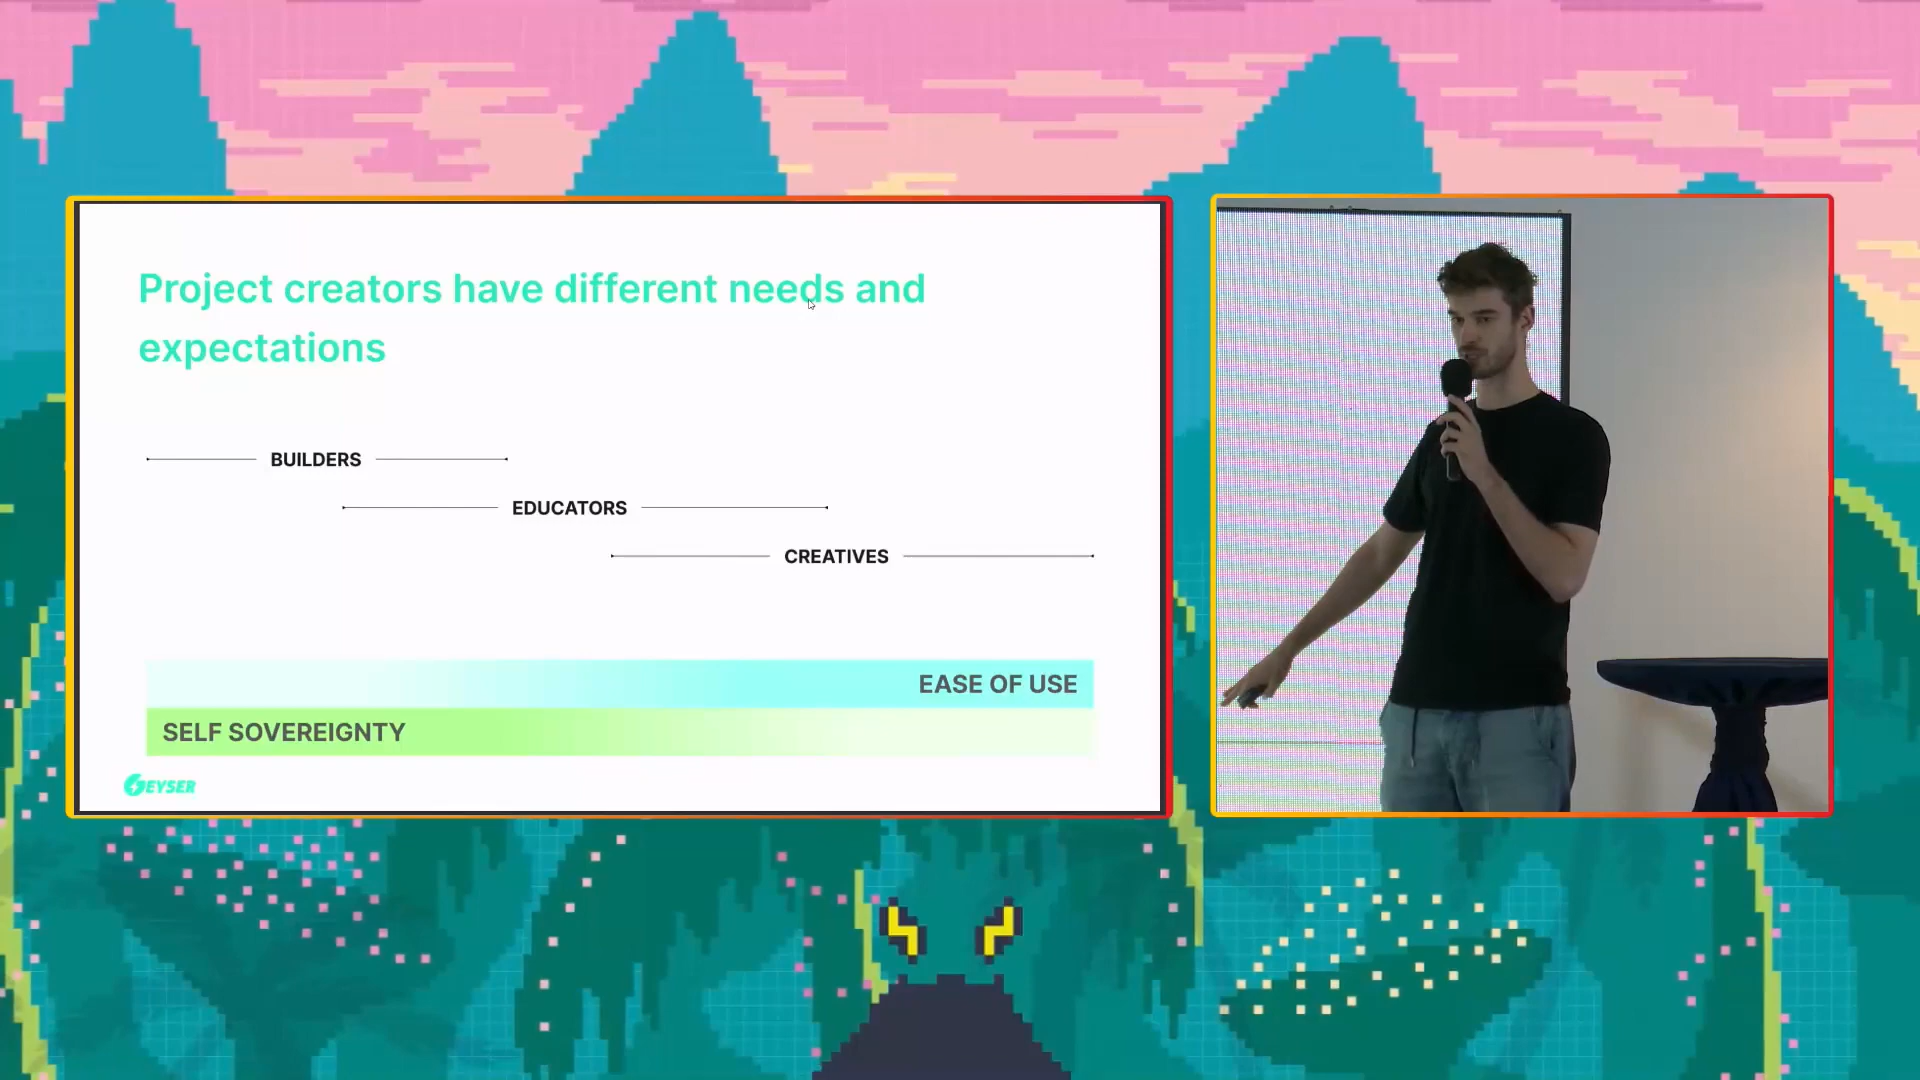 Project creators have different needs and
expectations
BUILDERS
EDUCATORS
CREATIVES
EASE OF USE
SELF SOVEREIGNTY
GEYSER